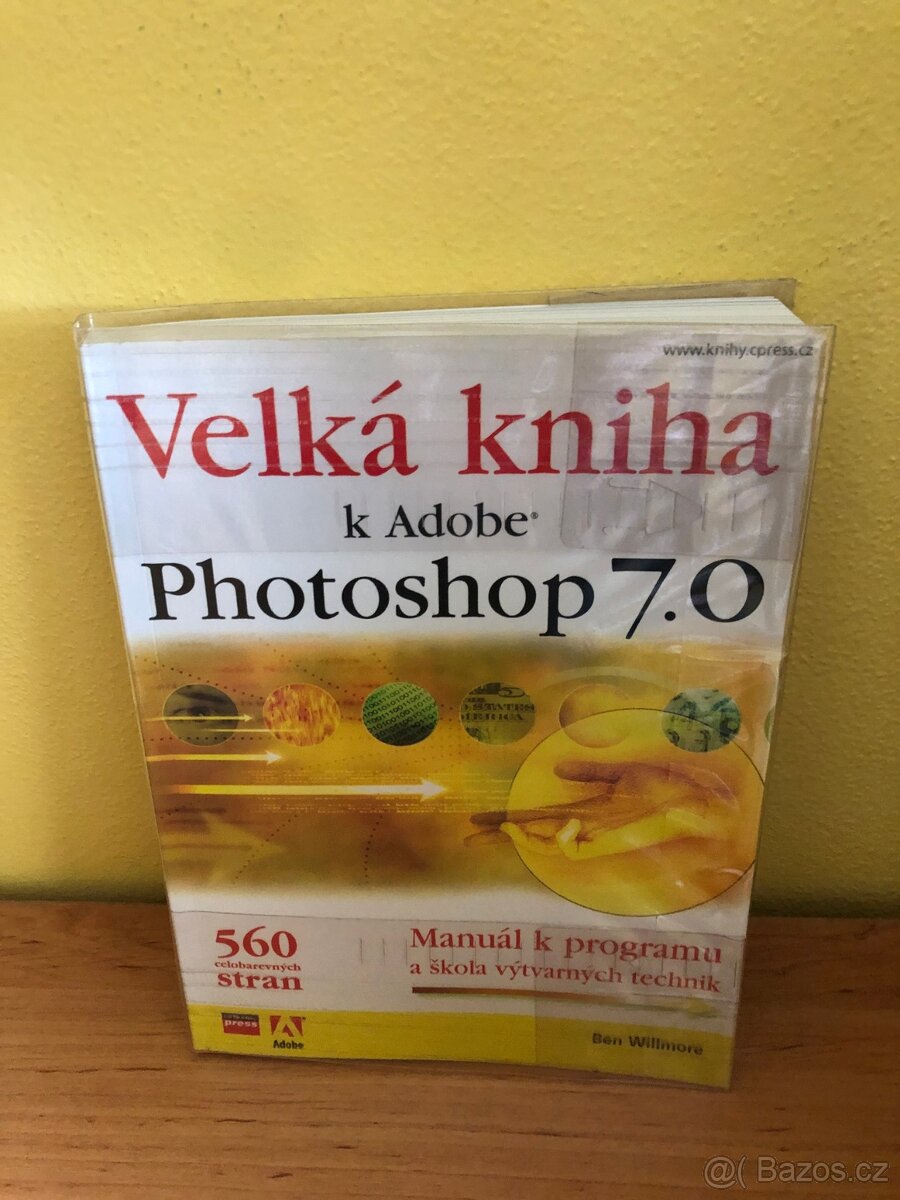 www.knihy.cpress.cz
Velká kniha
k Adobe®
Photoshop 7.0
560
celobarevných
stran
Manuál k programu
a škola výtvarných technik
press
Adobe
Ben Willmore
@( Bazos.cz